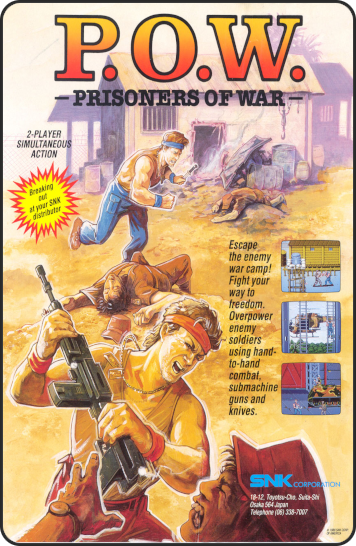 P.O.W.
– PRISONERS OF WAR –
2-PLAYER
SIMULTANEOUS
ACTION
Breaking
out
at your SNK
distributor
Escape
the enemy
war camp!
Fight your
way to
freedom.
Overpower
enemy
soldiers
using hand-
to-hand
combat,
submachine
guns and
knives.
SNK CORPORATION
18-12, Toyotsu-Cho, Suita-Shi
Osaka 564 Japan
Telephone (06) 338-7007